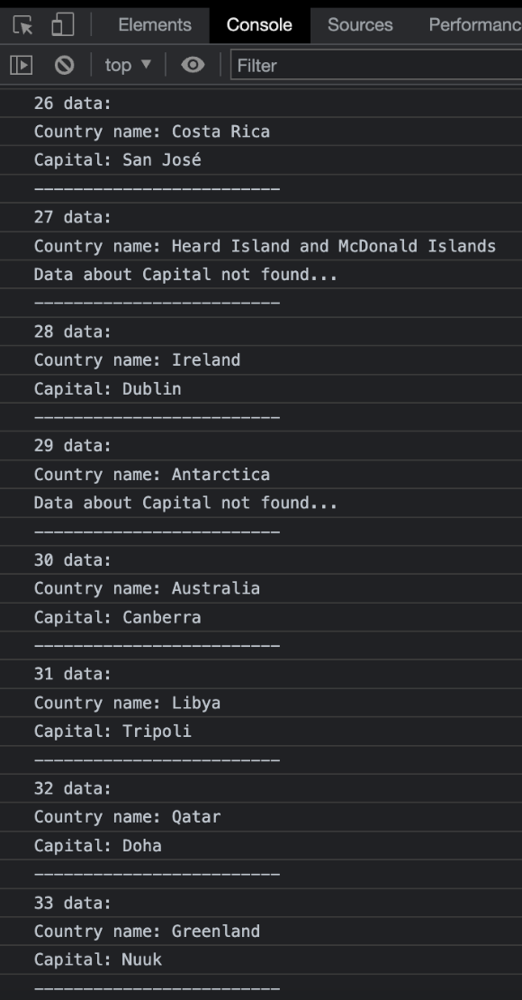 Elements Console Sources Performanc
top ▼ Filter
26 data:
Country name: Costa Rica
Capital: San José
-------------------------
27 data:
Country name: Heard Island and McDonald Islands
Data about Capital not found...
-------------------------
28 data:
Country name: Ireland
Capital: Dublin
-------------------------
29 data:
Country name: Antarctica
Data about Capital not found...
-------------------------
30 data:
Country name: Australia
Capital: Canberra
-------------------------
31 data:
Country name: Libya
Capital: Tripoli
-------------------------
32 data:
Country name: Qatar
Capital: Doha
-------------------------
33 data:
Country name: Greenland
Capital: Nuuk
-------------------------